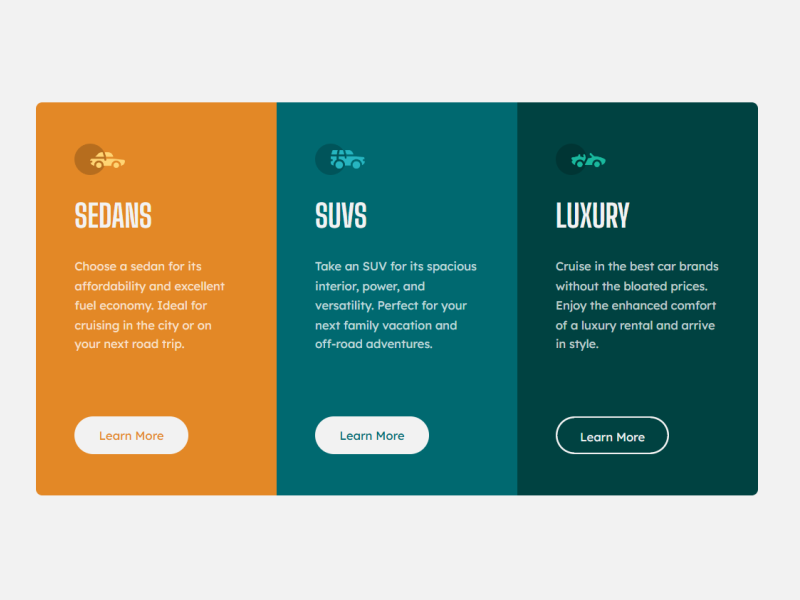 SEDANS
Choose a sedan for its
affordability and excellent
fuel economy. Ideal for
cruising in the city or on
your next road trip.
Learn More
SUVS
Take an SUV for its spacious
interior, power, and
versatility. Perfect for your
next family vacation and
off-road adventures.
Learn More
LUXURY
Cruise in the best car brands
without the bloated prices.
Enjoy the enhanced comfort
of a luxury rental and arrive
in style.
Learn More